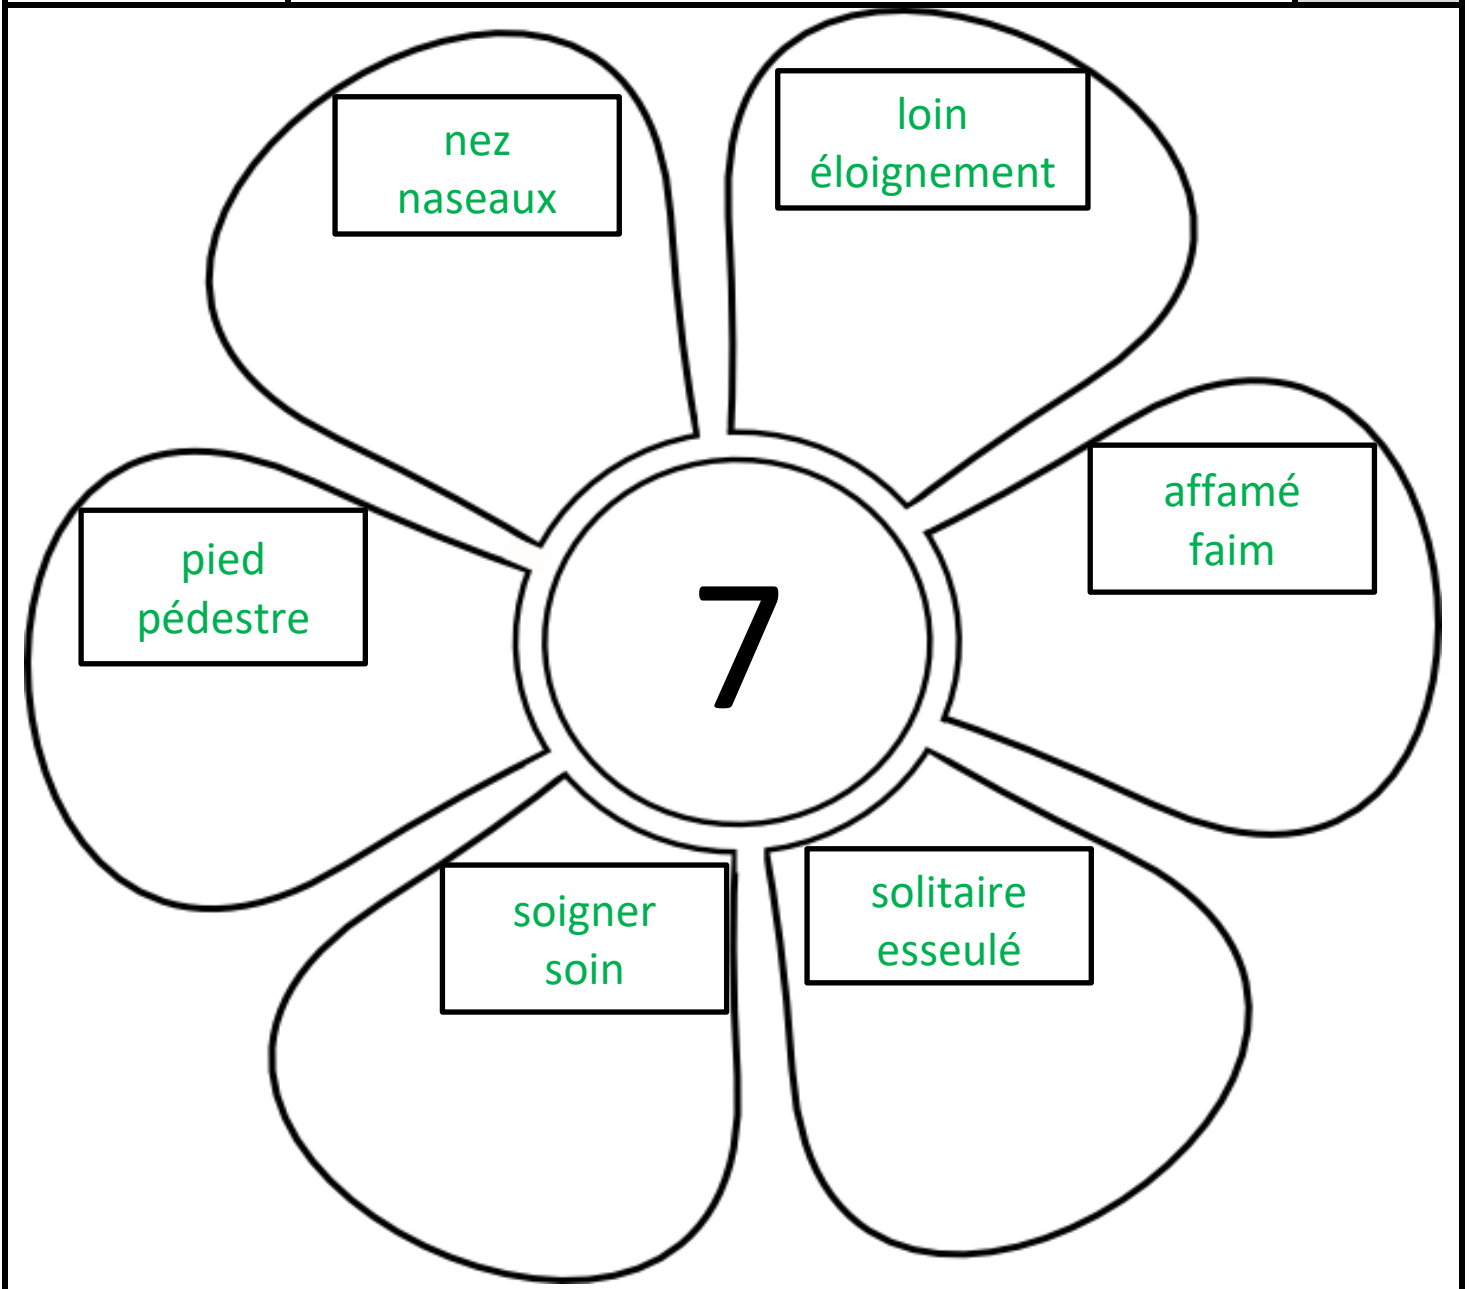 nez
naseaux
loin
éloignement
affamé
faim
pied
pédestre
7
soigner
soin
solitaire
esseulé